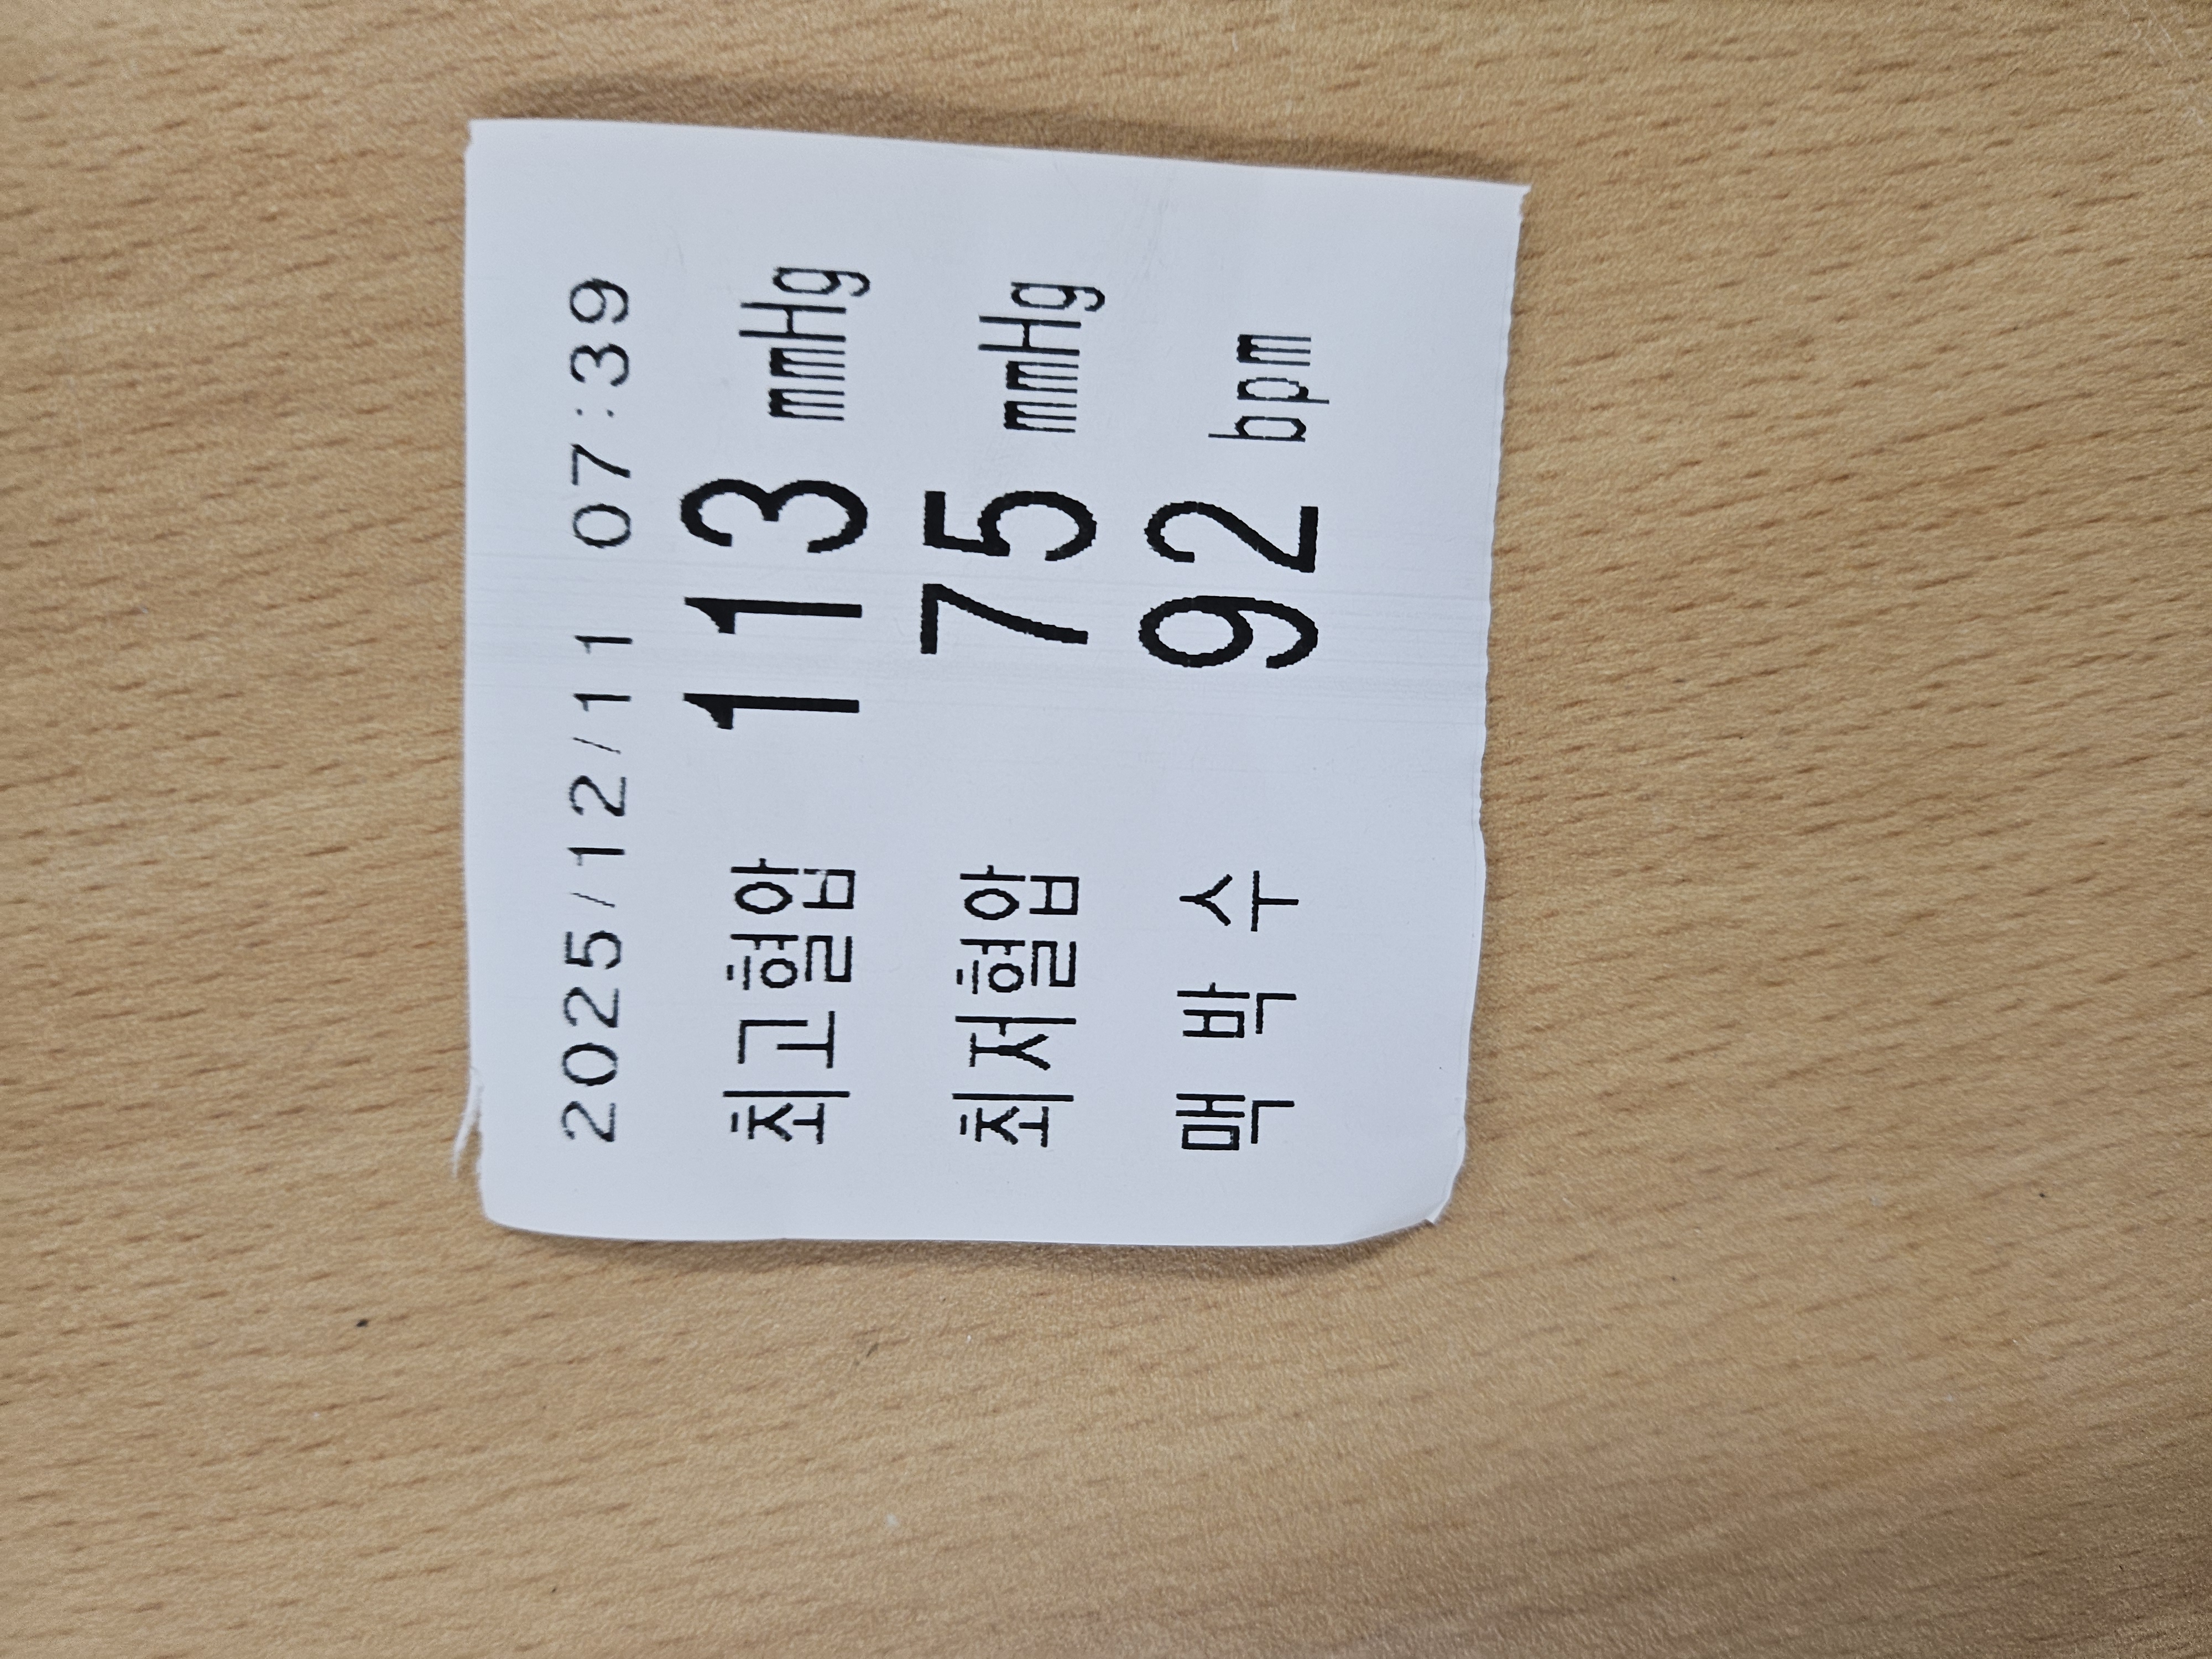 2025/12/11 07:39
최고혈압 113 mmHg
최저혈압 75 mmHg
맥 박 수 92 bpm